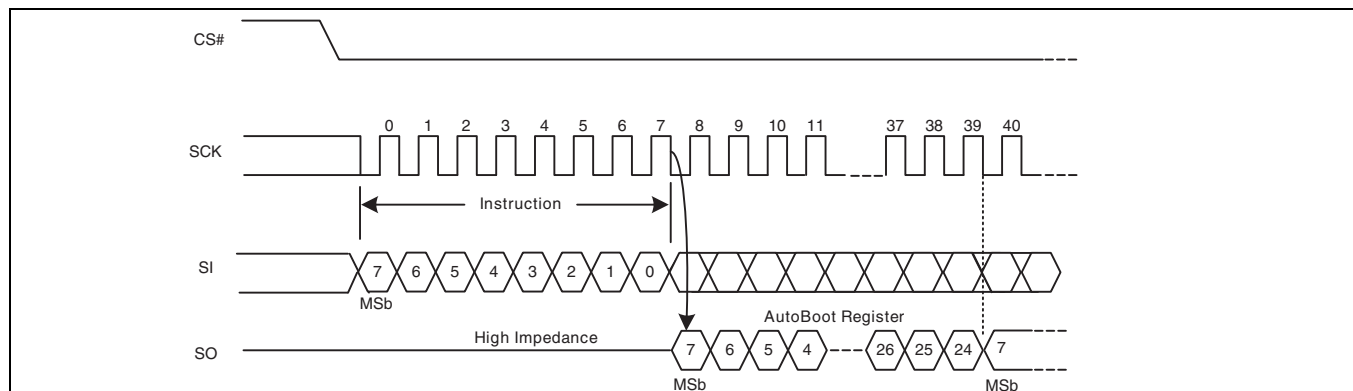 CS#
0 1 2 3 4 5 6 7 8 9 10 11 37 38 39 40
SCK
Instruction
SI
7 6 5 4 3 2 1 0
MSb
AutoBoot Register
High Impedance
SO
7 6 5 4 26 25 24 7
MSb MSb